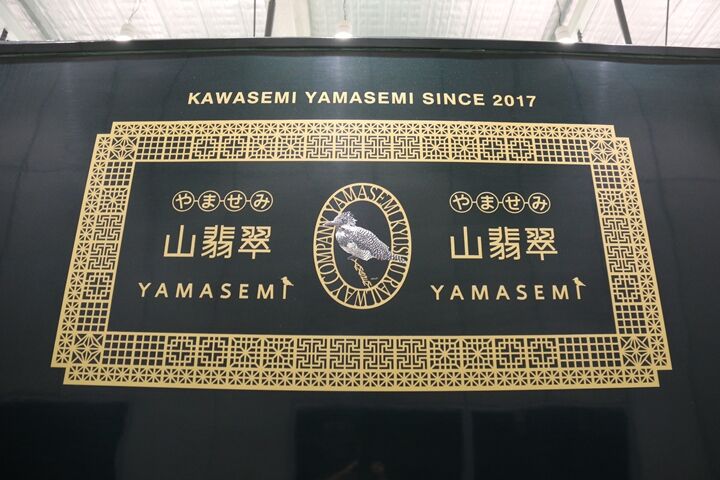 KAWASEMI YAMASEMI SINCE 2017
やませみ
山翡翠
YAMASEMI
YAMASEMI KYUSHU RAILWAY COMPANY
やませみ
山翡翠
YAMASEMI